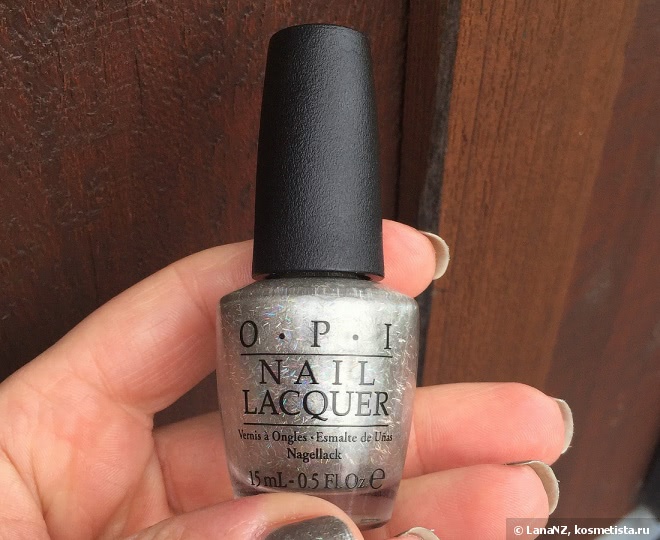 O·P·I
NAIL
LACQUER
Vernis à Ongles · Esmalte de Uñas
Nagellack
15 mL - 0.5 Fl Oz e
© LanaNZ, kosmetista.ru